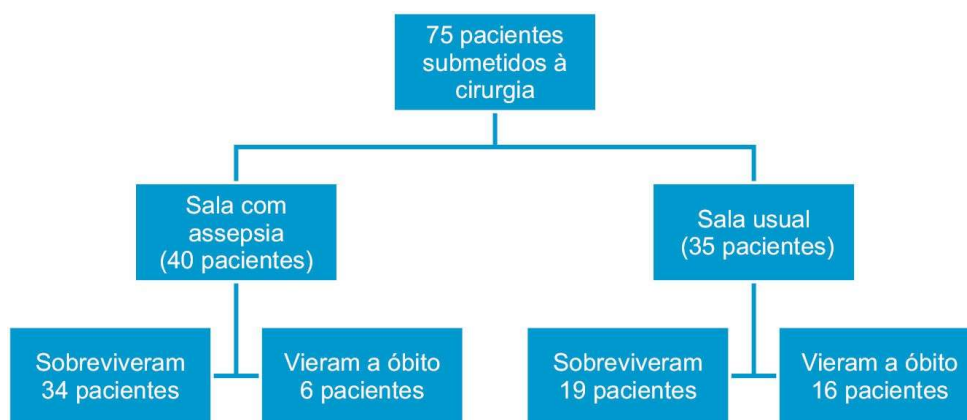 75 pacientes
submetidos à
cirurgia
Sala com
assepsia
(40 pacientes)
Sala usual
(35 pacientes)
Sobreviveram
34 pacientes
Vieram a óbito
6 pacientes
Sobreviveram
19 pacientes
Vieram a óbito
16 pacientes